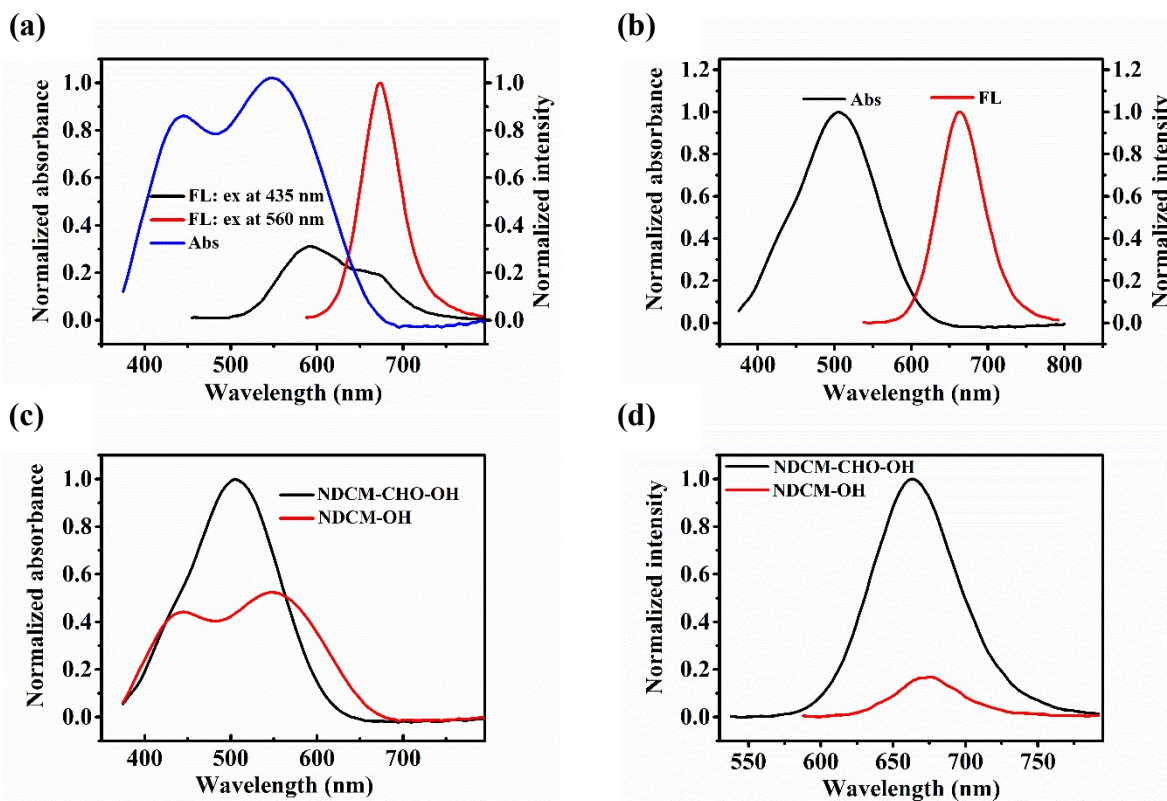 (a)
Normalized absorbance
1.0
0.8
0.6
0.4
0.2
0.0
FL: ex at 435 nm
FL: ex at 560 nm
Abs
1.0
0.8
0.6
0.4
0.2
0.0
Normalized intensity
400 500 600 700
Wavelength (nm)
(b)
Normalized absorbance
1.2
1.0
0.8
0.6
0.4
0.2
0.0
Abs
FL
1.2
1.0
0.8
0.6
0.4
0.2
0.0
Normalized intensity
400 500 600 700 800
Wavelength (nm)
(c)
Normalized absorbance
1.0
0.8
0.6
0.4
0.2
0.0
NDCM-CHO-OH
NDCM-OH
400 500 600 700
Wavelength (nm)
(d)
Normalized intensity
1.0
0.8
0.6
0.4
0.2
0.0
NDCM-CHO-OH
NDCM-OH
550 600 650 700 750
Wavelength (nm)